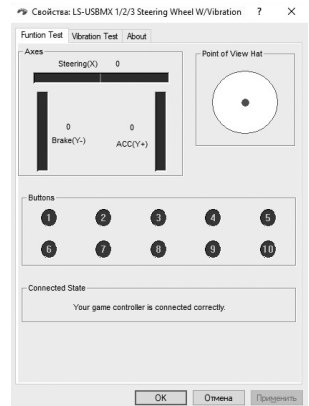 Свойства: LS-USBMX 1/2/3 Steering Wheel W/Vibration ? ×
Funtion Test Vibration Test About
Axes
Steering(X) 0
0
Brake(Y-)
0
ACC(Y+)
Point of View Hat
Buttons
1 2 3 4 5
6 7 8 9 10
Connected State
Your game controller is connected correctly.
OK Отмена Применить